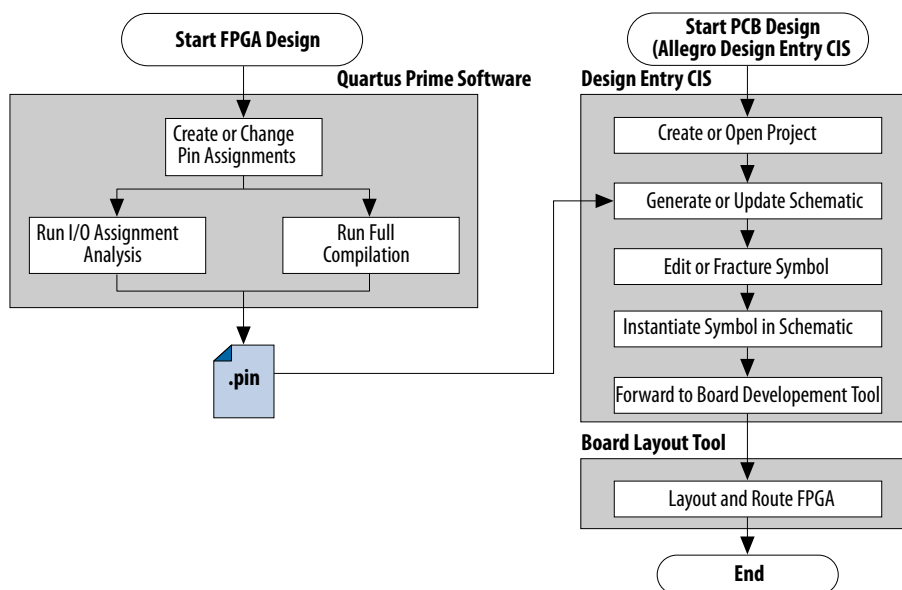 Start FPGA Design
Quartus Prime Software
Create or Change
Pin Assignments
Run I/O Assignment
Analysis
Run Full
Compilation
.pin
Start PCB Design
(Allegro Design Entry CIS
Design Entry CIS
Create or Open Project
Generate or Update Schematic
Edit or Fracture Symbol
Instantiate Symbol in Schematic
Forward to Board Developement Tool
Board Layout Tool
Layout and Route FPGA
End